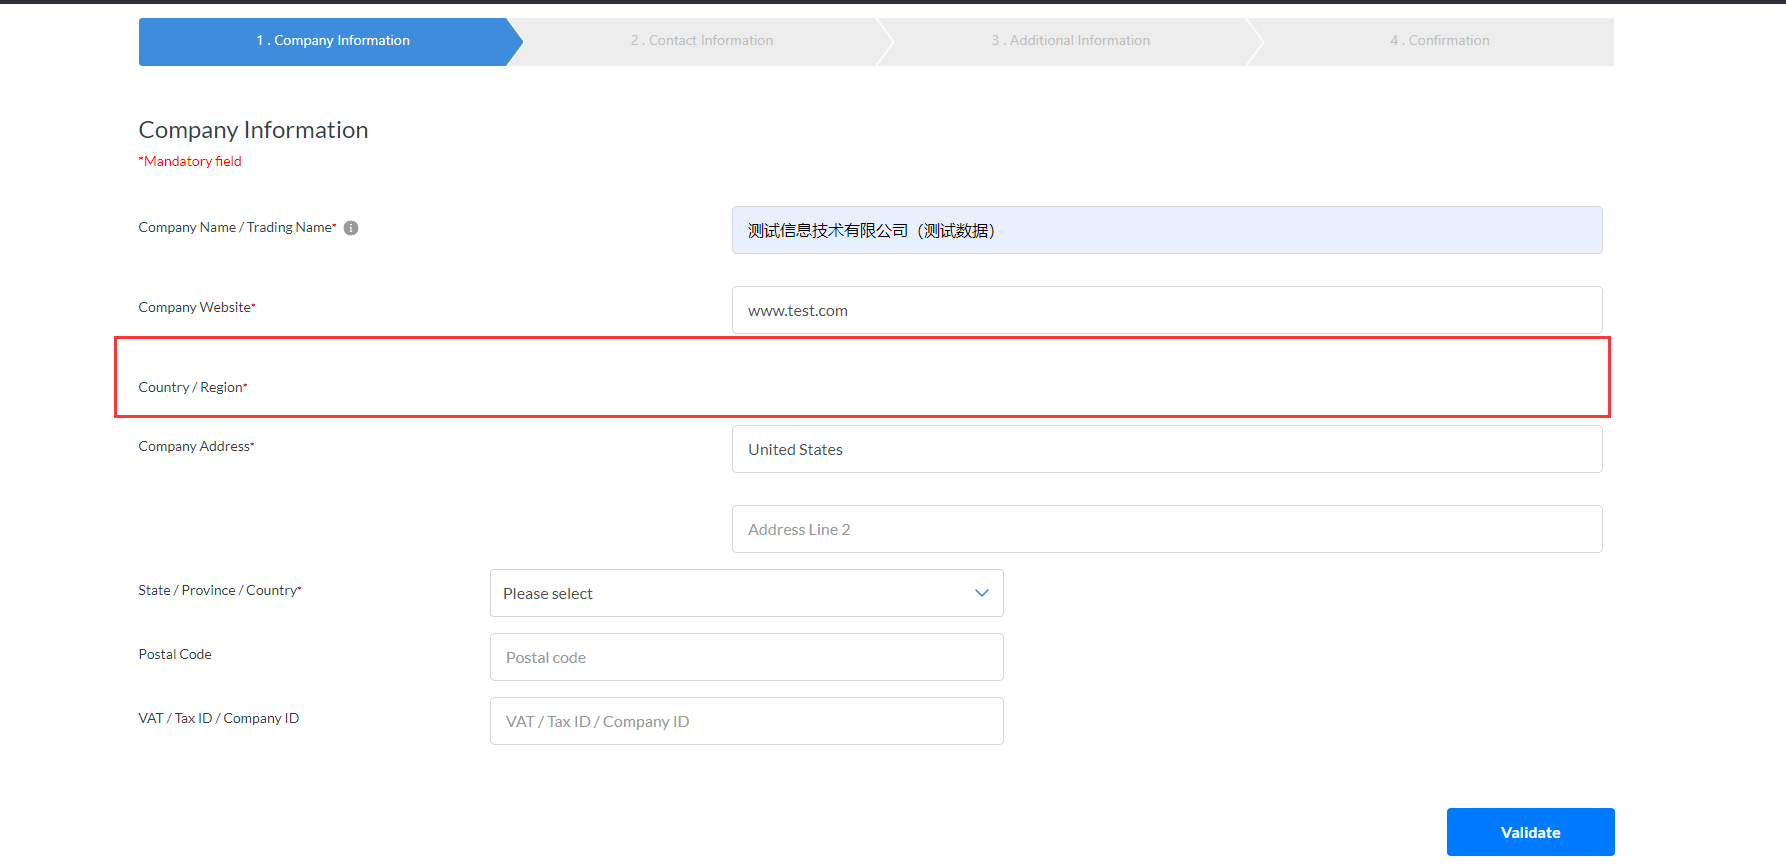 1 . Company Information
2 . Contact Information
3 . Additional Information
4 . Confirmation
Company Information
*Mandatory field
Company Name / Trading Name*
测试信息技术有限公司（测试数据）
Company Website*
www.test.com
Country / Region*
Company Address*
United States
Address Line 2
State / Province / Country*
Please select
Postal Code
Postal code
VAT / Tax ID / Company ID
VAT / Tax ID / Company ID
Validate